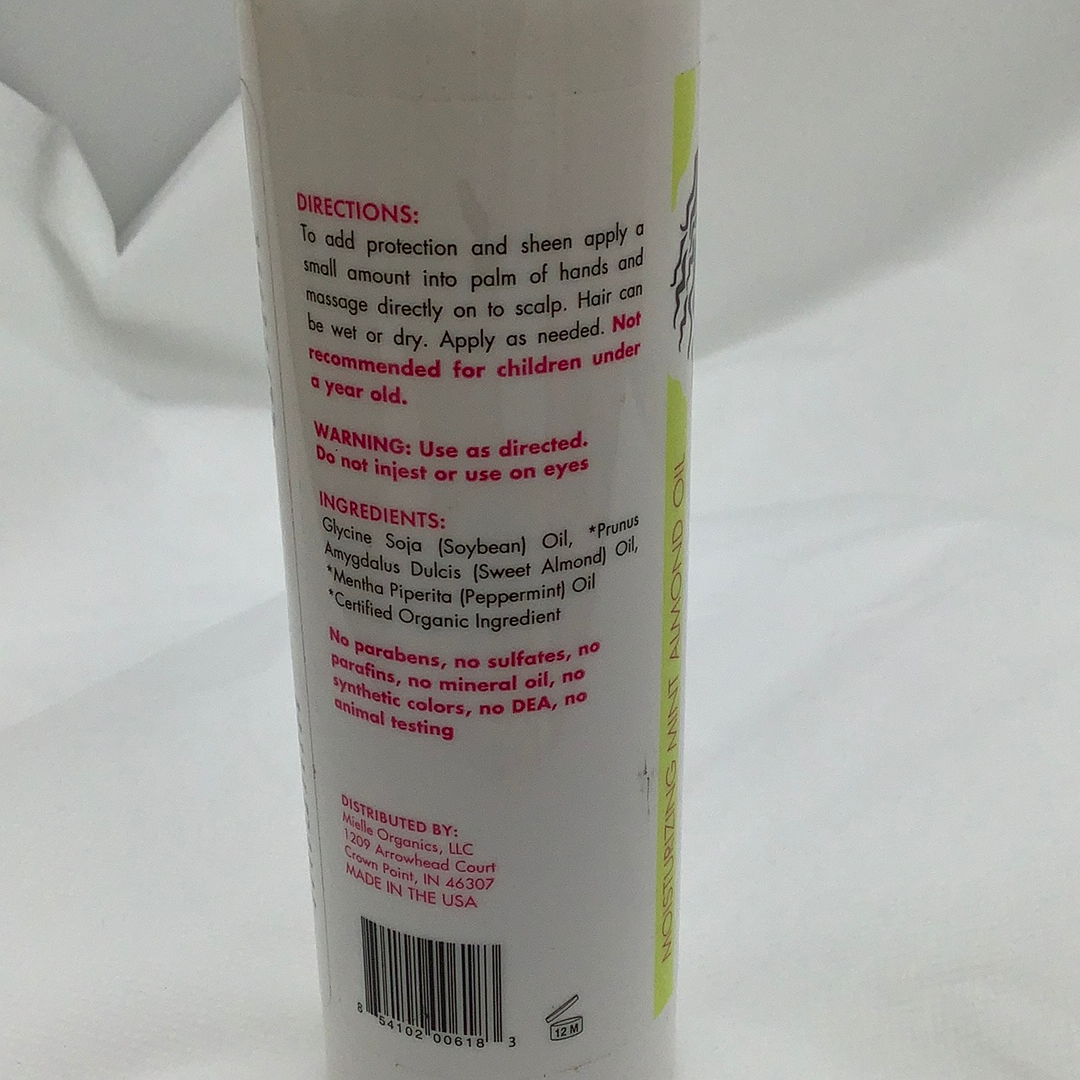 DIRECTIONS:
To add protection and sheen apply a
small amount into palm of hands and
massage directly on to scalp. Hair can
be wet or dry. Apply as needed. Not
recommended for children under
a year old.
WARNING: Use as directed.
Do not injest or use on eyes
INGREDIENTS:
Glycine Soja (Soybean) Oil, *Prunus
Amygdalus Dulcis (Sweet Almond) Oil,
*Mentha Piperita (Peppermint) Oil
*Certified Organic Ingredient
No parabens, no sulfates, no
parafins, no mineral oil, no
synthetic colors, no DEA, no
animal testing
DISTRIBUTED BY:
Mielle Organics, LLC
1209 Arrowhead Court
Crown Point, IN 46307
MADE IN THE USA
8 54102 00618 3
12 M
MOISTURIZING MINT ALMOND OIL